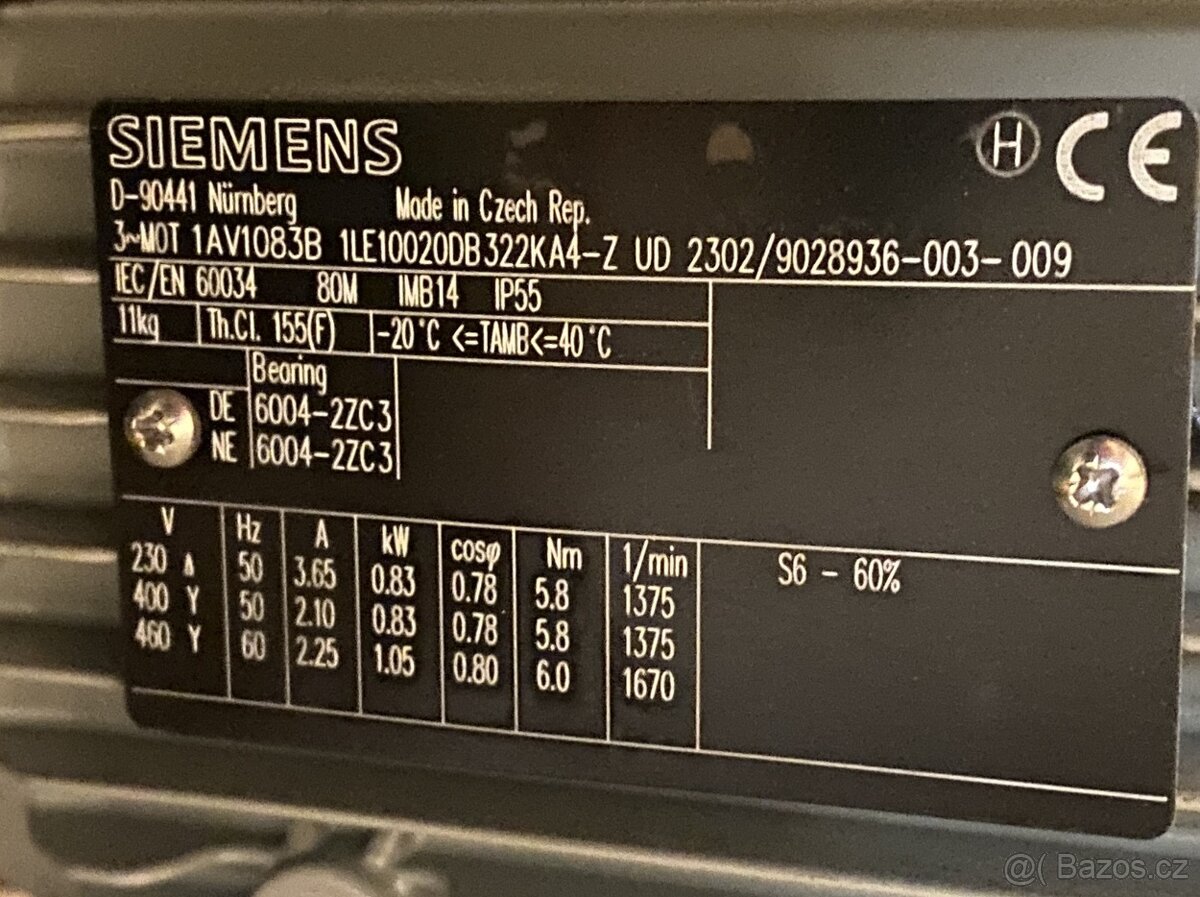 SIEMENS H CE
D-90441 Nürnberg Made in Czech Rep.
3~MOT 1AV1083B 1LE10020DB322KA4-Z UD 2302/9028936-003-009
IEC/EN 60034 80M IMB14 IP55
11kg Th.Cl. 155(F) -20°C <=TAMB<=40°C
Bearing
DE 6004-2ZC3
NE 6004-2ZC3
V Hz A kW cosφ Nm 1/min S6 - 60%
230 Δ 50 3.65 0.83 0.78 5.8 1375
400 Y 50 2.10 0.83 0.78 5.8 1375
460 Y 60 2.25 1.05 0.80 6.0 1670
@( Bazos.cz